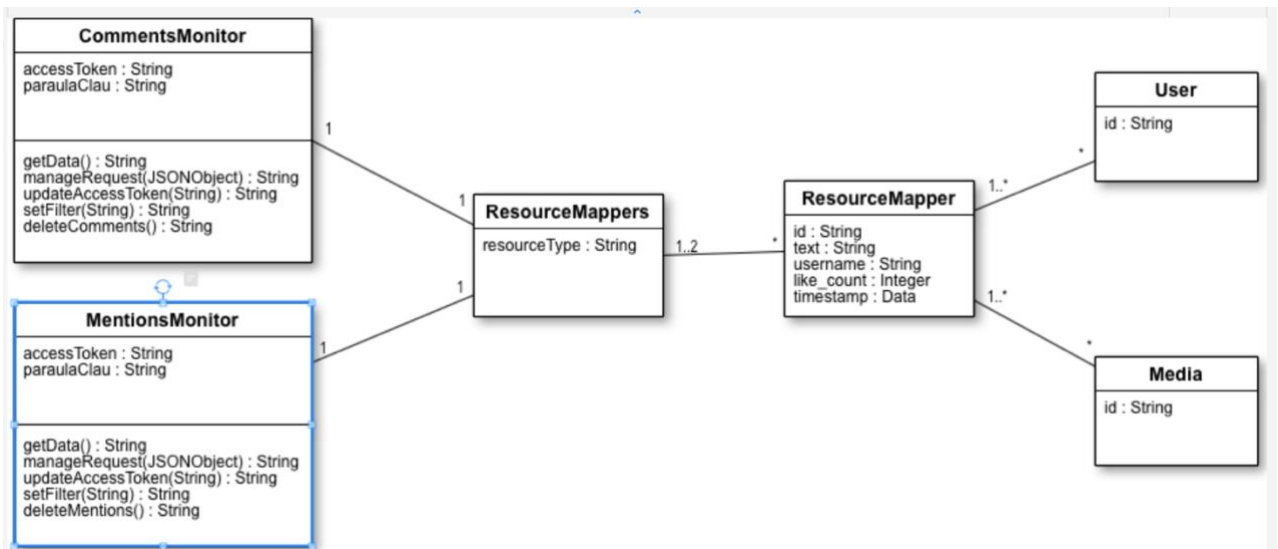 CommentsMonitor
accessToken : String
paraulaClau : String
getData() : String
manageRequest(JSONObject) : String
updateAccessToken(String) : String
setFilter(String) : String
deleteComments() : String
1
1
MentionsMonitor
accessToken : String
paraulaClau : String
getData() : String
manageRequest(JSONObject) : String
updateAccessToken(String) : String
setFilter(String) : String
deleteMentions() : String
1
1
ResourceMappers
resourceType : String
1..2
*
ResourceMapper
id : String
text : String
username : String
like_count : Integer
timestamp : Data
1..*
*
User
id : String
1..*
*
Media
id : String